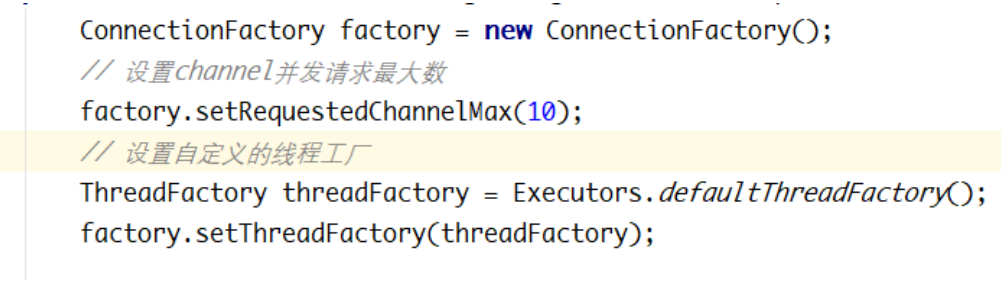 ConnectionFactory factory = new ConnectionFactory();
// 设置channel并发请求最大数
factory.setRequestedChannelMax(10);
// 设置自定义的线程工厂
ThreadFactory threadFactory = Executors.defaultThreadFactory();
factory.setThreadFactory(threadFactory);